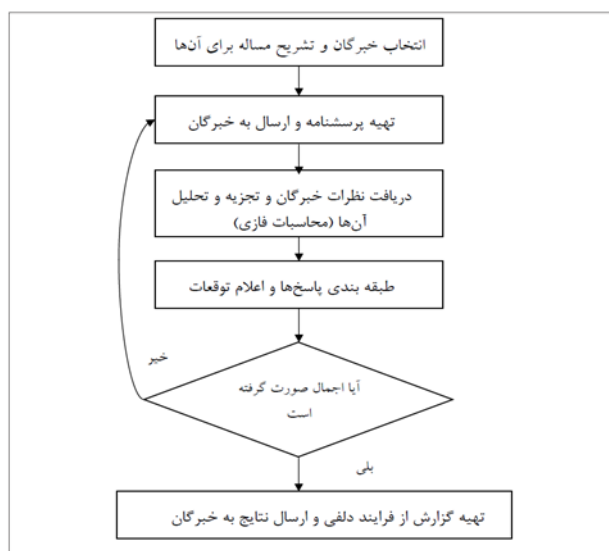 انتخاب خبرگان و تشریح مساله برای آن‌ها
تهیه پرسشنامه و ارسال به خبرگان
دریافت نظرات خبرگان و تجزیه و تحلیل
آن‌ها (محاسبات فازی)
طبقه بندی پاسخ‌ها و اعلام توقعات
خیر
آیا اجمال صورت گرفته
است
بلی
تهیه گزارش از فرایند دلفی و ارسال نتایج به خبرگان